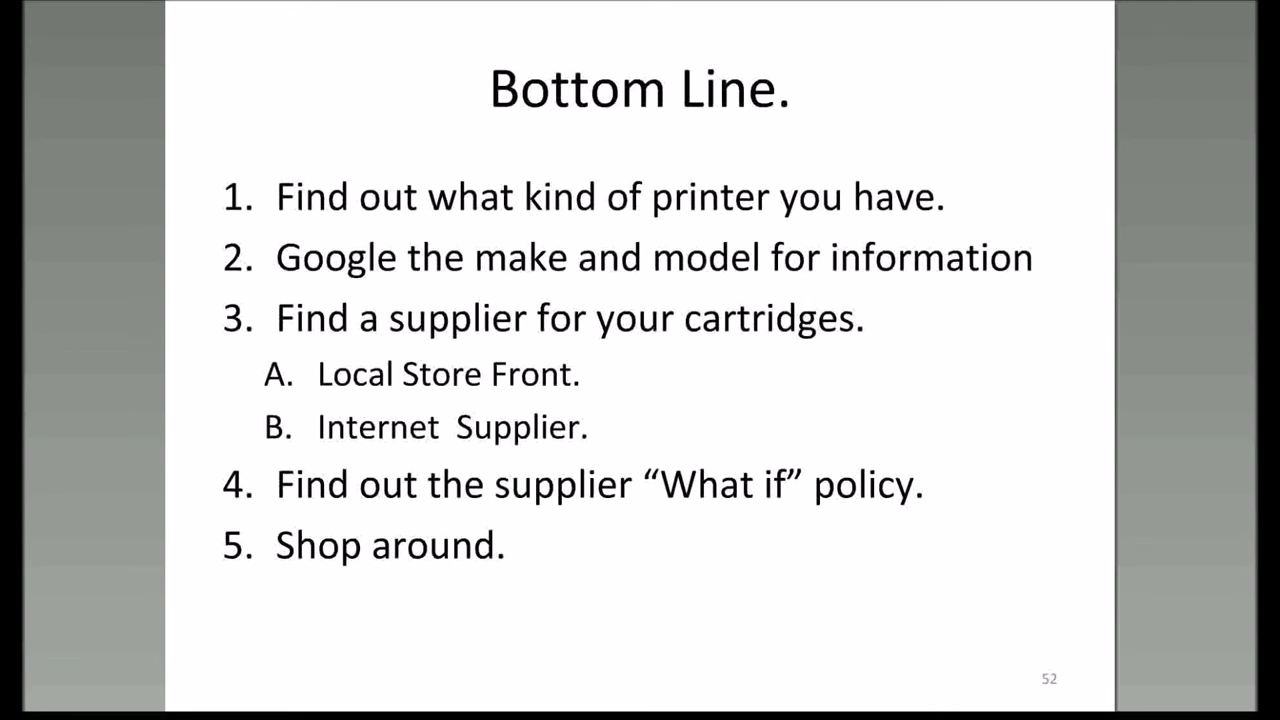 Bottom Line.
1. Find out what kind of printer you have.
2. Google the make and model for information
3. Find a supplier for your cartridges.
A. Local Store Front.
B. Internet  Supplier.
4. Find out the supplier “What if” policy.
5. Shop around.
52